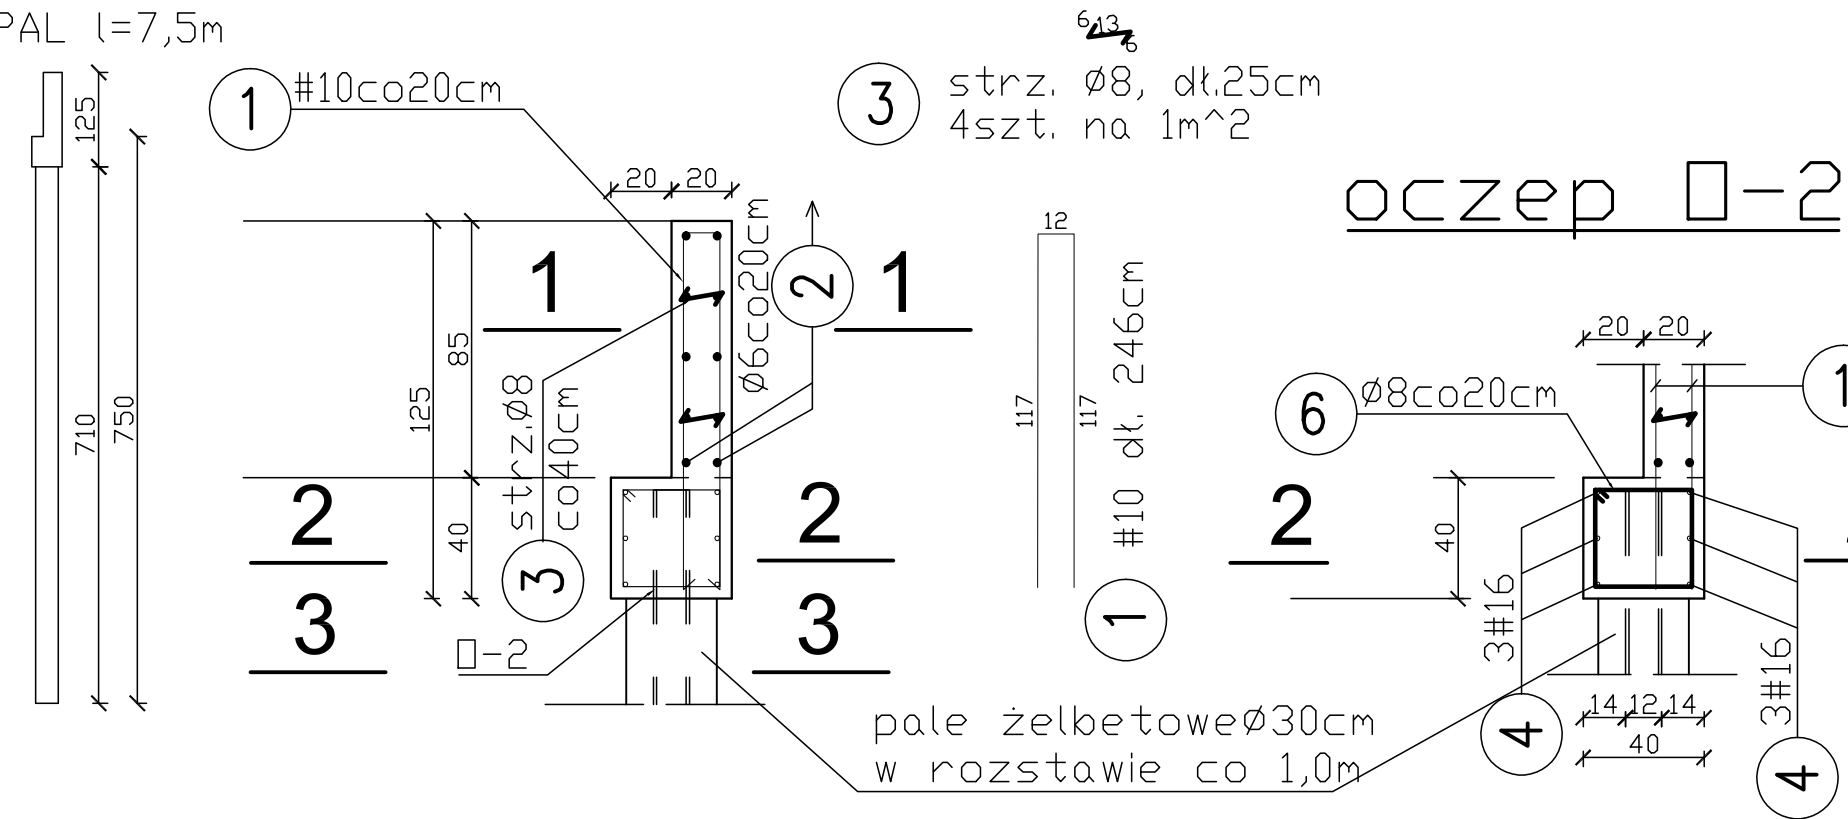 PAL l=7,5m
125
710
750
1
#10co20cm
20 20
125
85
40
1
1
2
2
3
3
strz.Ø8
co40cm
3
Ø6co20cm
2
O-2
6 13 6
3
strz. Ø8, dł.25cm
4szt. na 1m^2
12
117
117
#10 dł. 246cm
1
pale żelbetoweØ30cm
w rozstawie co 1,0m
oczep O-2
20 20
1
6
Ø8co20cm
2
40
3#16
4
14 12 14
40
3#16
4